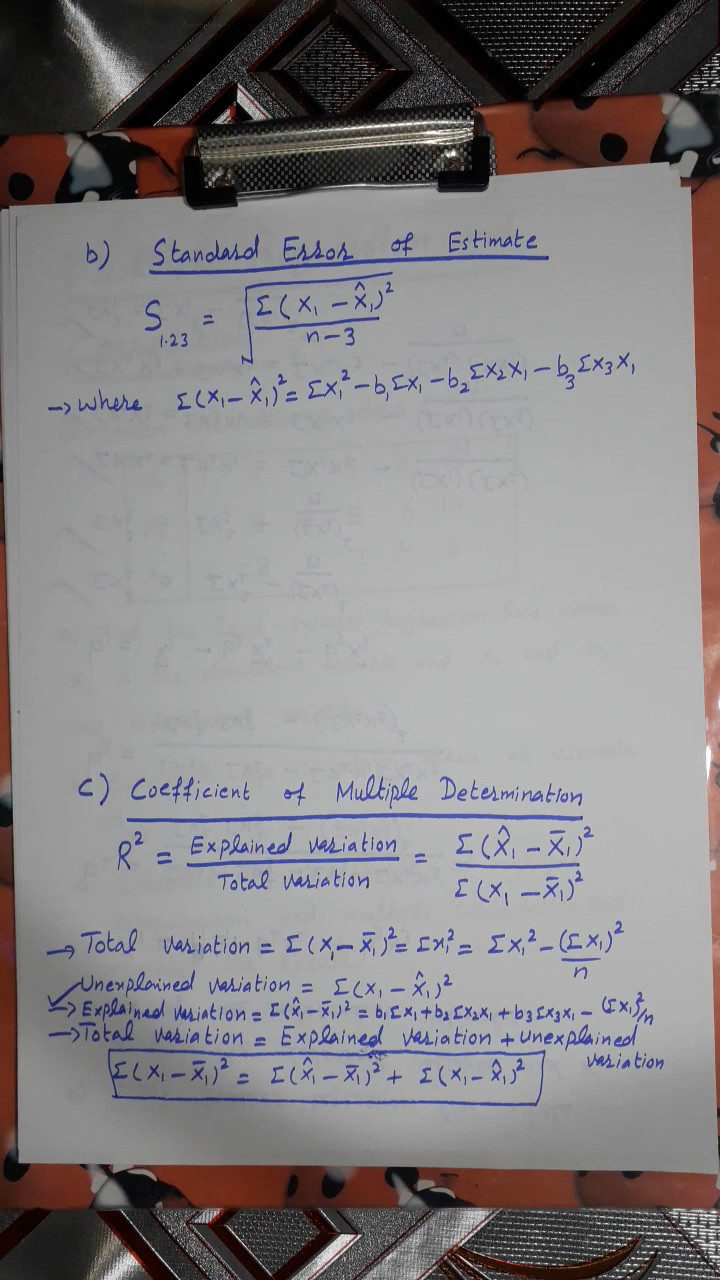 b) Standard Error of Estimate
S₁.₂₃ = √(Σ(X₁ − X̂₁)² / n−3)
→ where Σ(X₁ − X̂₁)² = ΣX₁² − b₁ΣX₁ − b₂ΣX₂X₁ − b₃ΣX₃X₁
c) Coefficient of Multiple Determination
R² = Explained variation / Total variation = Σ(X̂₁ − X̄₁)² / Σ(X₁ − X̄₁)²
→ Total variation = Σ(X₁ − X̄₁)² = Σx₁² = ΣX₁² − (ΣX₁)² / n
✓ Unexplained variation = Σ(X₁ − X̂₁)²
→ Explained variation = Σ(X̂₁ − X̄₁)² = b₁ΣX₁ + b₂ΣX₂X₁ + b₃ΣX₃X₁ − (ΣX₁)²/n
→ Total variation = Explained variation + Unexplained
variation
Σ(X₁ − X̄₁)² = Σ(X̂₁ − X̄₁)² + Σ(X₁ − X̂₁)²